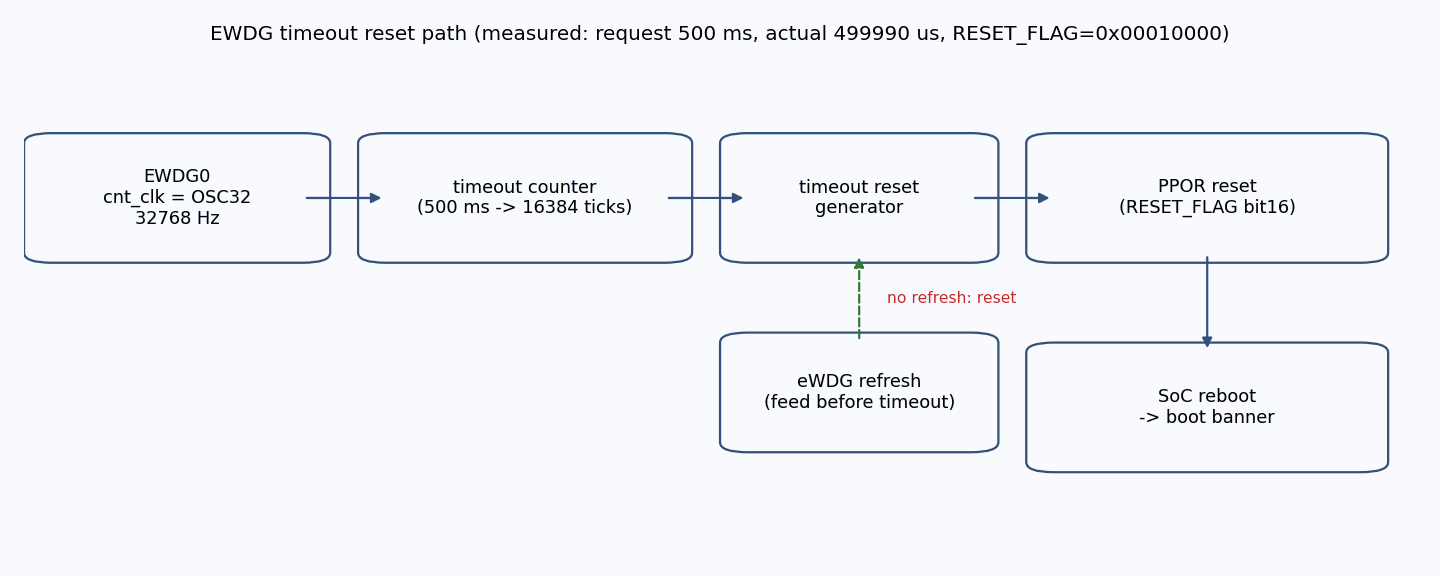 EWDG timeout reset path (measured: request 500 ms, actual 499990 us, RESET_FLAG=0x00010000)
EWDG0
cnt_clk = OSC32
32768 Hz
timeout counter
(500 ms -> 16384 ticks)
timeout reset
generator
PPOR reset
(RESET_FLAG bit16)
no refresh: reset
eWDG refresh
(feed before timeout)
SoC reboot
-> boot banner